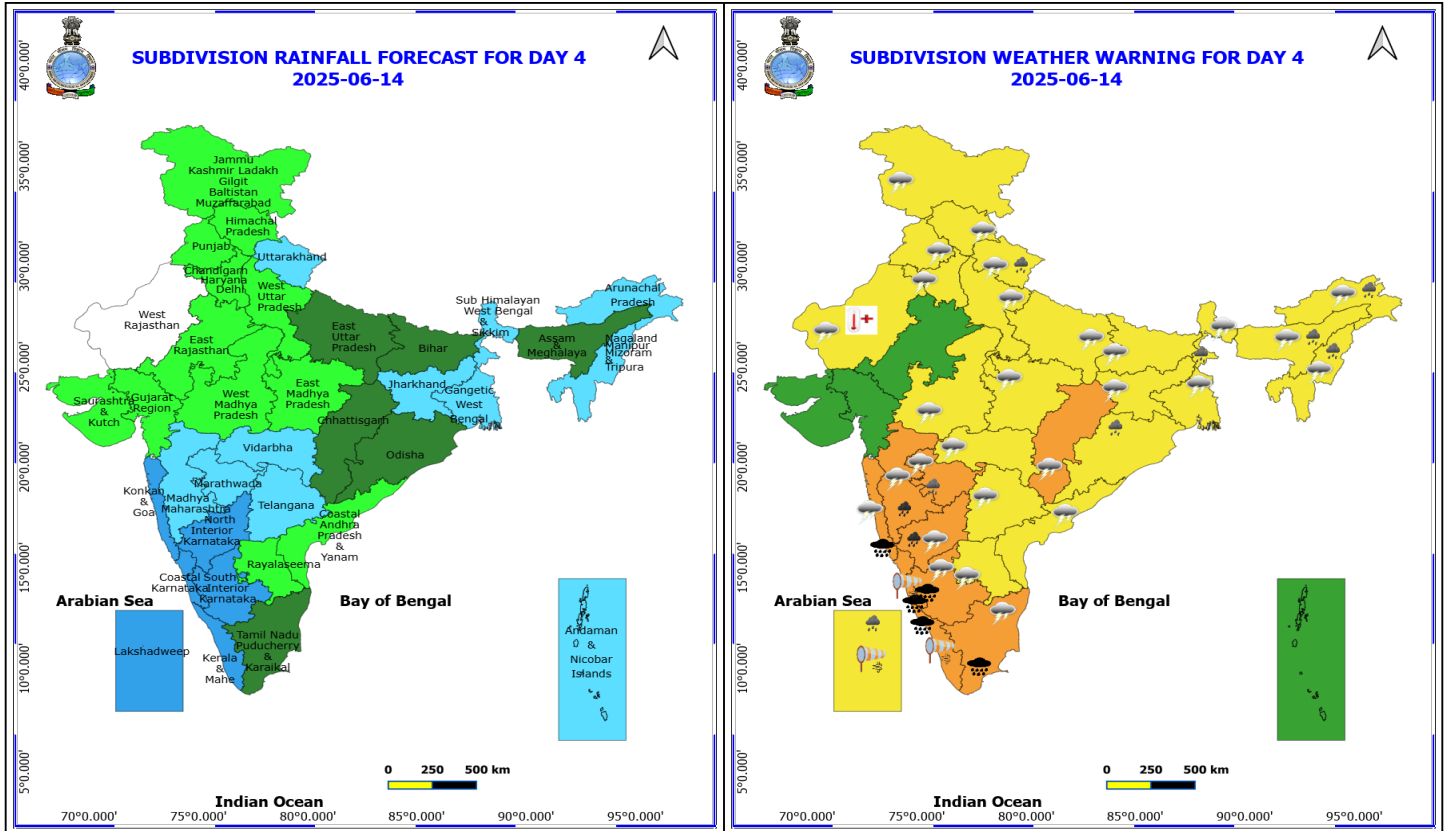 SUBDIVISION RAINFALL FORECAST FOR DAY 4
2025-06-14
40°0.000'
35°0.000'
30°0.000'
25°0.000'
20°0.000'
15°0.000'
10°0.000'
5°0.000'
Jammu
Kashmir Ladakh
Gilgit
Baltistan
Muzaffarabad
Himachal
Pradesh
Punjab
Uttarakhand
Chandigarh
Haryana
Delhi
West
Uttar
Pradesh
West
Rajasthan
East
Rajasthan
East
Uttar
Pradesh
Bihar
Sub Himalayan
West Bengal
&
Sikkim
Arunachal
Pradesh
Assam
&
Meghalaya
Nagaland
Manipur
Mizoram
&
Tripura
Saurashtra
&
Kutch
Gujarat
Region
West
Madhya
Pradesh
East
Madhya
Pradesh
Jharkhand
Gangetic
West
Bengal
Chhattisgarh
Odisha
Vidarbha
Marathwada
Madhya
Maharashtra
Konkan
&
Goa
Telangana
North
Interior
Karnataka
Coastal
Andhra
Pradesh
&
Yanam
Rayalaseema
Coastal
Karnataka
South
Interior
Karnataka
Arabian Sea
Bay of Bengal
Lakshadweep
Kerala
&
Mahe
Tamil Nadu
Puducherry
&
Karaikal
Andaman
&
Nicobar
Islands
0 250 500 km
Indian Ocean
70°0.000' 75°0.000' 80°0.000' 85°0.000' 90°0.000' 95°0.000'
SUBDIVISION WEATHER WARNING FOR DAY 4
2025-06-14
40°0.000'
35°0.000'
30°0.000'
25°0.000'
20°0.000'
15°0.000'
10°0.000'
5°0.000'
Arabian Sea
Bay of Bengal
0 250 500 km
Indian Ocean
70°0.000' 75°0.000' 80°0.000' 85°0.000' 90°0.000' 95°0.000'